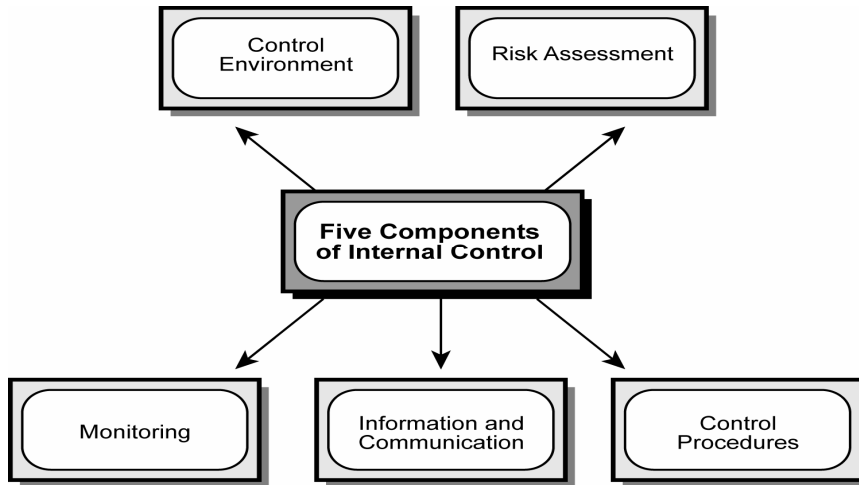 Control
Environment
Risk Assessment
Five Components
of Internal Control
Monitoring
Information and
Communication
Control
Procedures